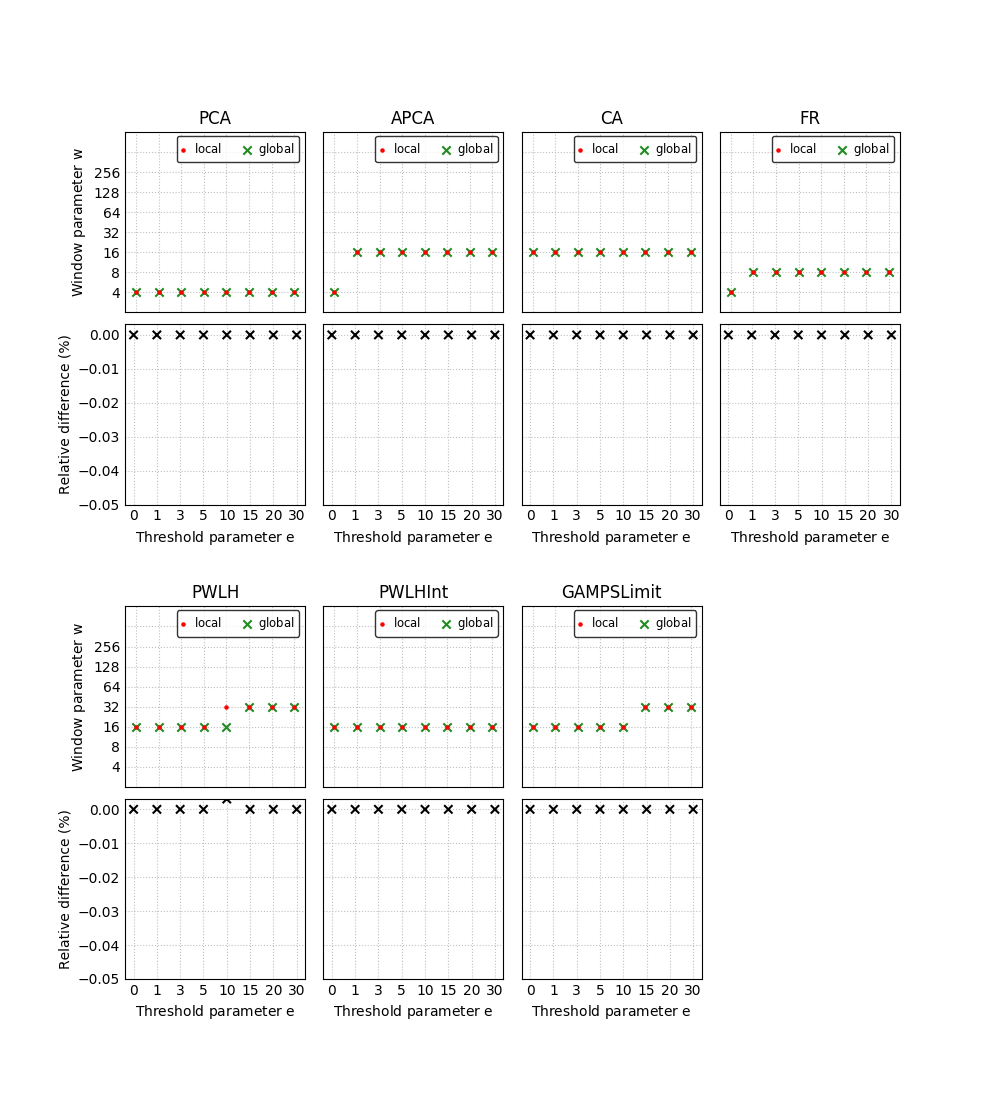 PCA APCA CA FR
local global local global local global local global
Window parameter w
256
128
64
32
16
8
4
Relative difference (%)
0.00
−0.01
−0.02
−0.03
−0.04
−0.05
0 1 3 5 10 15 20 30 0 1 3 5 10 15 20 30 0 1 3 5 10 15 20 30 0 1 3 5 10 15 20 30
Threshold parameter e Threshold parameter e Threshold parameter e Threshold parameter e
PWLH PWLHInt GAMPSLimit
local global local global local global
Window parameter w
256
128
64
32
16
8
4
Relative difference (%)
0.00
−0.01
−0.02
−0.03
−0.04
−0.05
0 1 3 5 10 15 20 30 0 1 3 5 10 15 20 30 0 1 3 5 10 15 20 30
Threshold parameter e Threshold parameter e Threshold parameter e